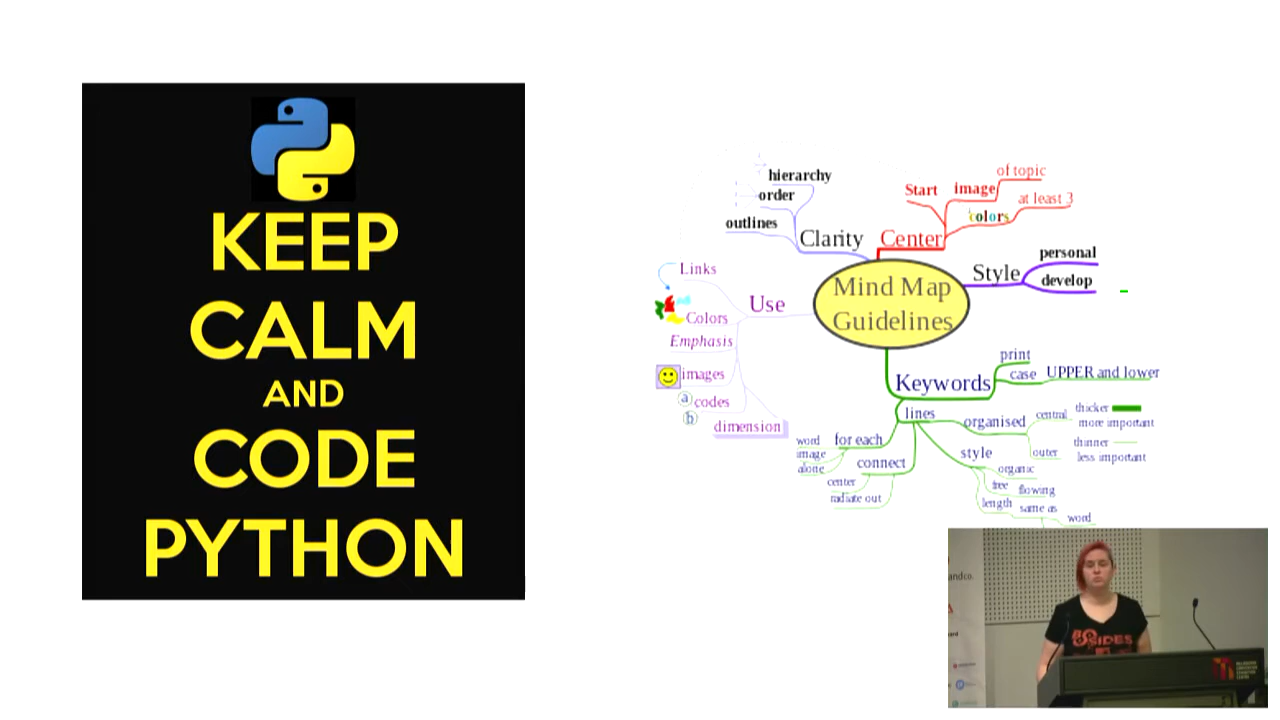 KEEP
CALM
AND
CODE
PYTHON
Mind Map
Guidelines
hierarchy
order
outlines
Clarity
Start
image
of topic
colors
at least 3
Center
Style
personal
develop
Links
Use
Colors
Emphasis
images
a
codes
b
dimension
Keywords
print
case
UPPER and lower
lines
organised
central
thicker
more important
outer
thinner
less important
for each
word
image
alone
connect
center
radiate out
style
organic
free
flowing
length
same as
word
andco.
SIDES